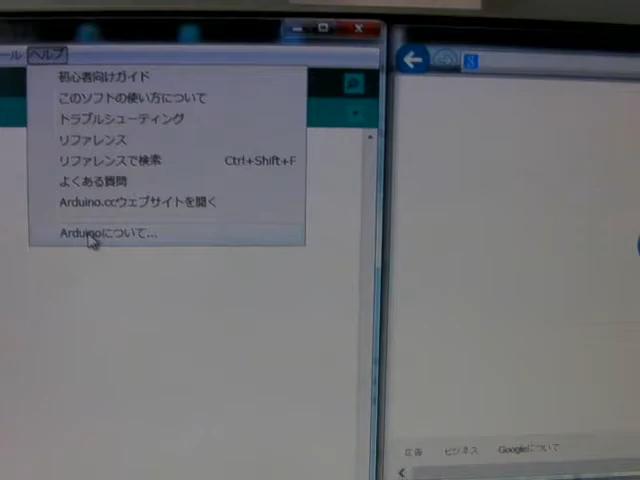 ール ヘルプ
初心者向けガイド
このソフトの使い方について
トラブルシューティング
リファレンス
リファレンスで検索 Ctrl+Shift+F
よくある質問
Arduino.ccウェブサイトを開く
Arduinoについて...
広告 ビジネス Googleについて